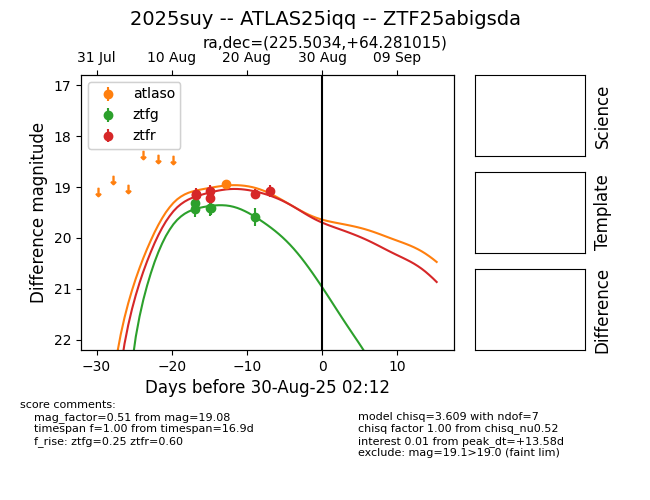 2025suy -- ATLAS25iqq -- ZTF25abigsda
ra,dec=(225.5034,+64.281015)
31 Jul 10 Aug 20 Aug 30 Aug 09 Sep
atlaso
ztfg
ztfr
17
18
19
20
21
22
Difference magnitude
−30 −20 −10 0 10
Days before 30-Aug-25 02:12
Science
Template
Difference
score comments:
mag_factor=0.51 from mag=19.08
timespan f=1.00 from timespan=16.9d
f_rise: ztfg=0.25 ztfr=0.60
model chisq=3.609 with ndof=7
chisq factor 1.00 from chisq_nu0.52
interest 0.01 from peak_dt=+13.58d
exclude: mag=19.1>19.0 (faint lim)